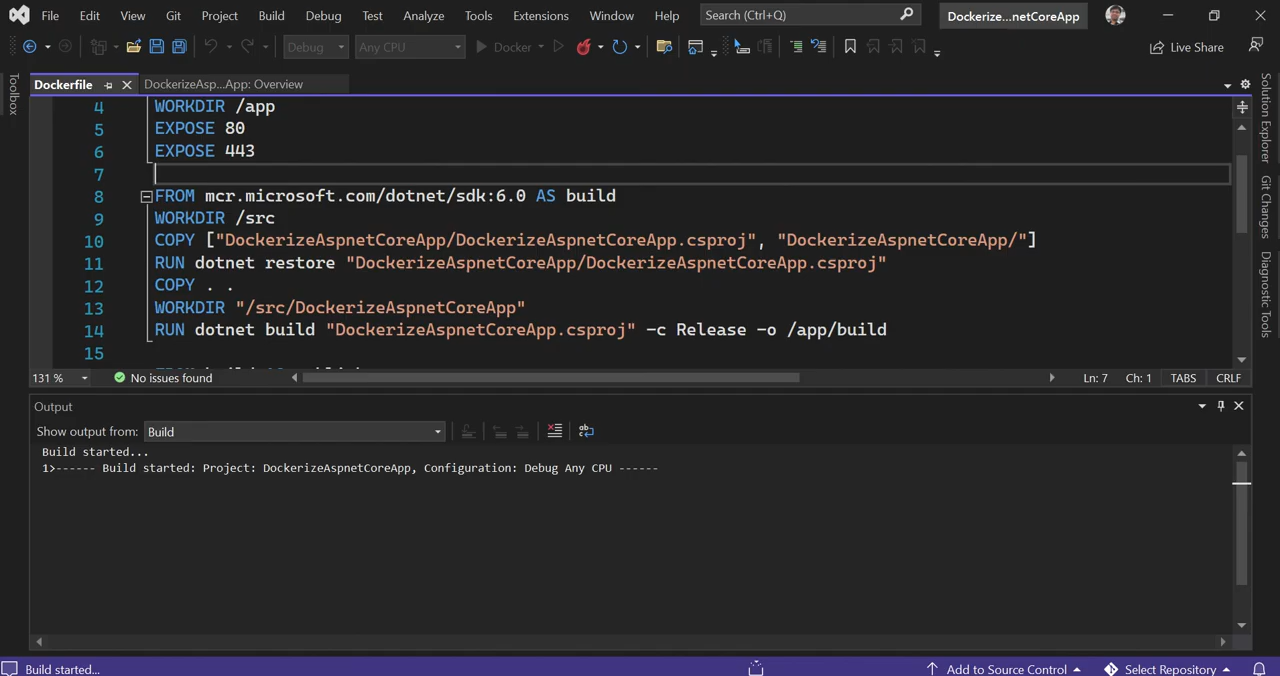 File Edit View Git Project Build Debug Test Analyze Tools Extensions Window Help Search (Ctrl+Q) Dockerize...netCoreApp
Debug Any CPU Docker Live Share
Toolbox
Dockerfile DockerizeAsp...App: Overview
4 WORKDIR /app
5 EXPOSE 80
6 EXPOSE 443
7
8 FROM mcr.microsoft.com/dotnet/sdk:6.0 AS build
9 WORKDIR /src
10 COPY ["DockerizeAspnetCoreApp/DockerizeAspnetCoreApp.csproj", "DockerizeAspnetCoreApp/"]
11 RUN dotnet restore "DockerizeAspnetCoreApp/DockerizeAspnetCoreApp.csproj"
12 COPY . .
13 WORKDIR "/src/DockerizeAspnetCoreApp"
14 RUN dotnet build "DockerizeAspnetCoreApp.csproj" -c Release -o /app/build
15
131 % No issues found Ln: 7 Ch: 1 TABS CRLF
Output
Show output from: Build
Build started...
1>------ Build started: Project: DockerizeAspnetCoreApp, Configuration: Debug Any CPU ------
Solution Explorer
Git Changes
Diagnostic Tools
Build started... Add to Source Control Select Repository